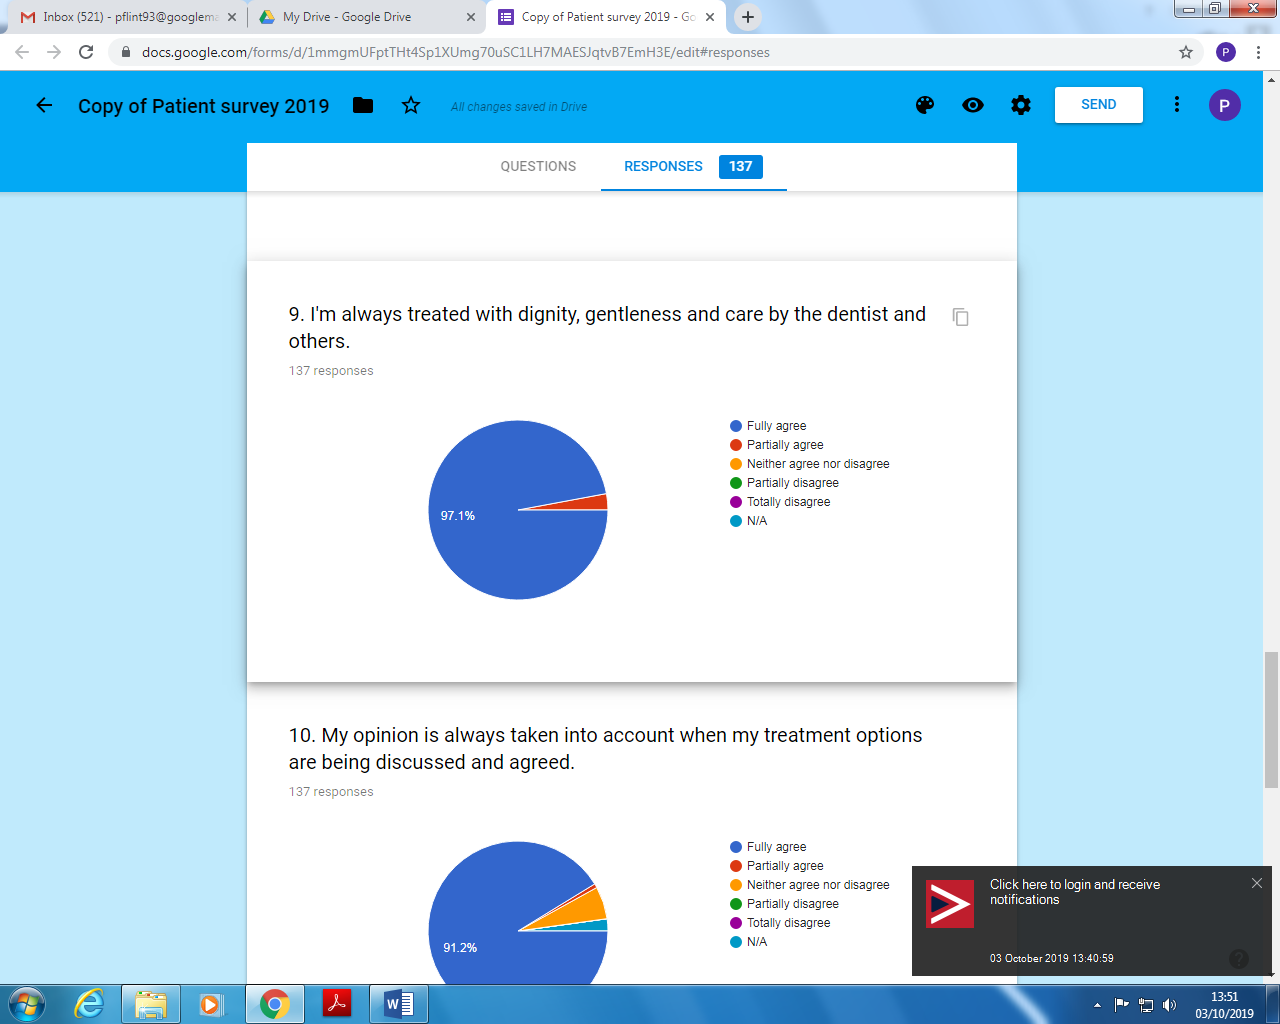 Inbox (521) - pflint93@googlema
My Drive - Google Drive
Copy of Patient survey 2019 - Go
docs.google.com/forms/d/1mmgmUFptTHt4Sp1XUmg70uSC1LH7MAESJqtvB7EmH3E/edit#responses
P
Copy of Patient survey 2019
All changes saved in Drive
SEND
P
QUESTIONS
RESPONSES 137
9. I'm always treated with dignity, gentleness and care by the dentist and
others.
137 responses
97.1%
Fully agree
Partially agree
Neither agree nor disagree
Partially disagree
Totally disagree
N/A
10. My opinion is always taken into account when my treatment options
are being discussed and agreed.
137 responses
91.2%
Fully agree
Partially agree
Neither agree nor disagree
Partially disagree
Totally disagree
N/A
Click here to login and receive
notifications
03 October 2019 13:40:59
13:51
03/10/2019